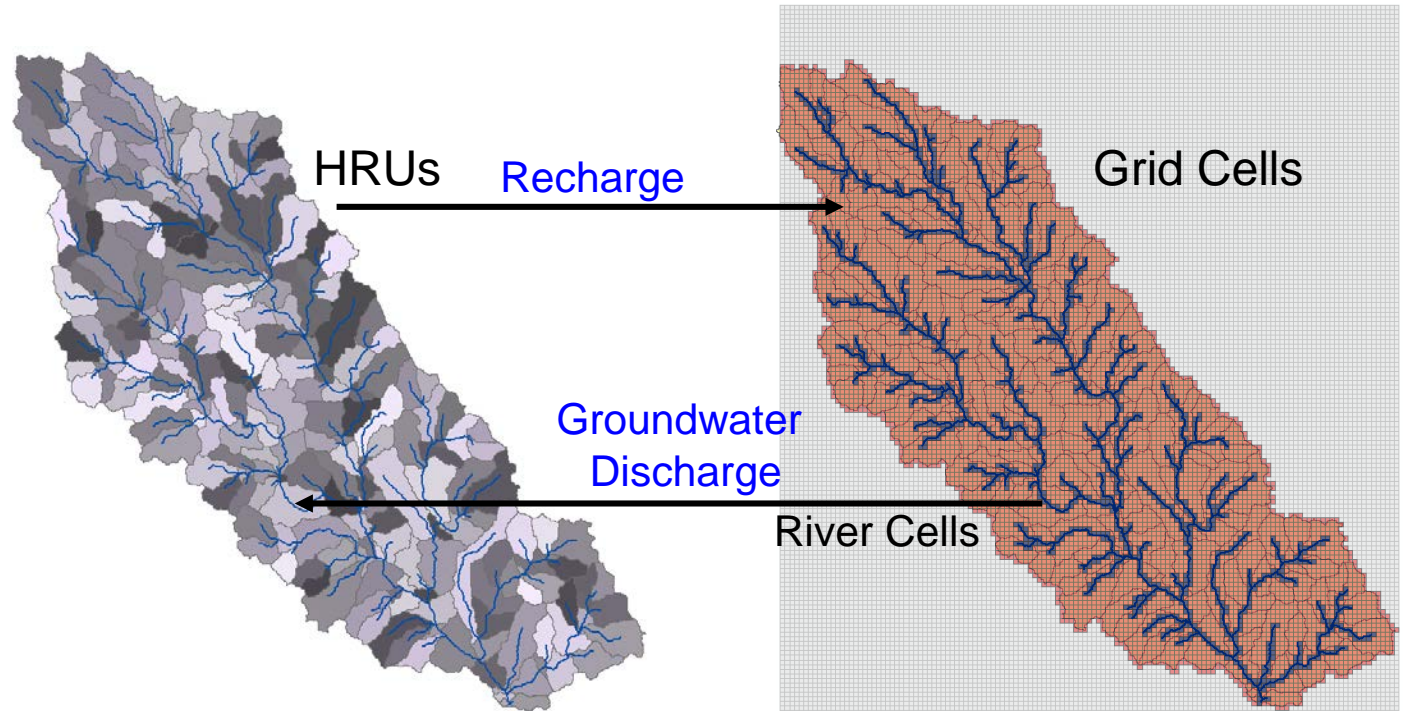 HRUs
Recharge
Grid Cells
Groundwater
Discharge
River Cells